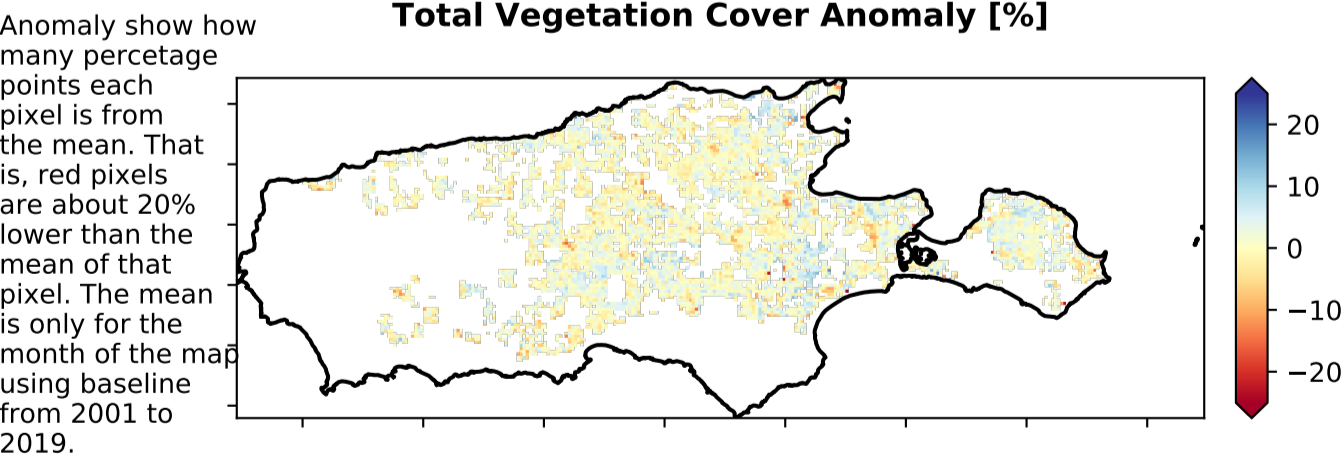 Total Vegetation Cover Anomaly [%]
Anomaly show how
many percetage
points each
pixel is from
the mean. That
is, red pixels
are about 20%
lower than the
mean of that
pixel. The mean
is only for the
month of the map
using baseline
from 2001 to
2019.
20
10
0
−10
−20